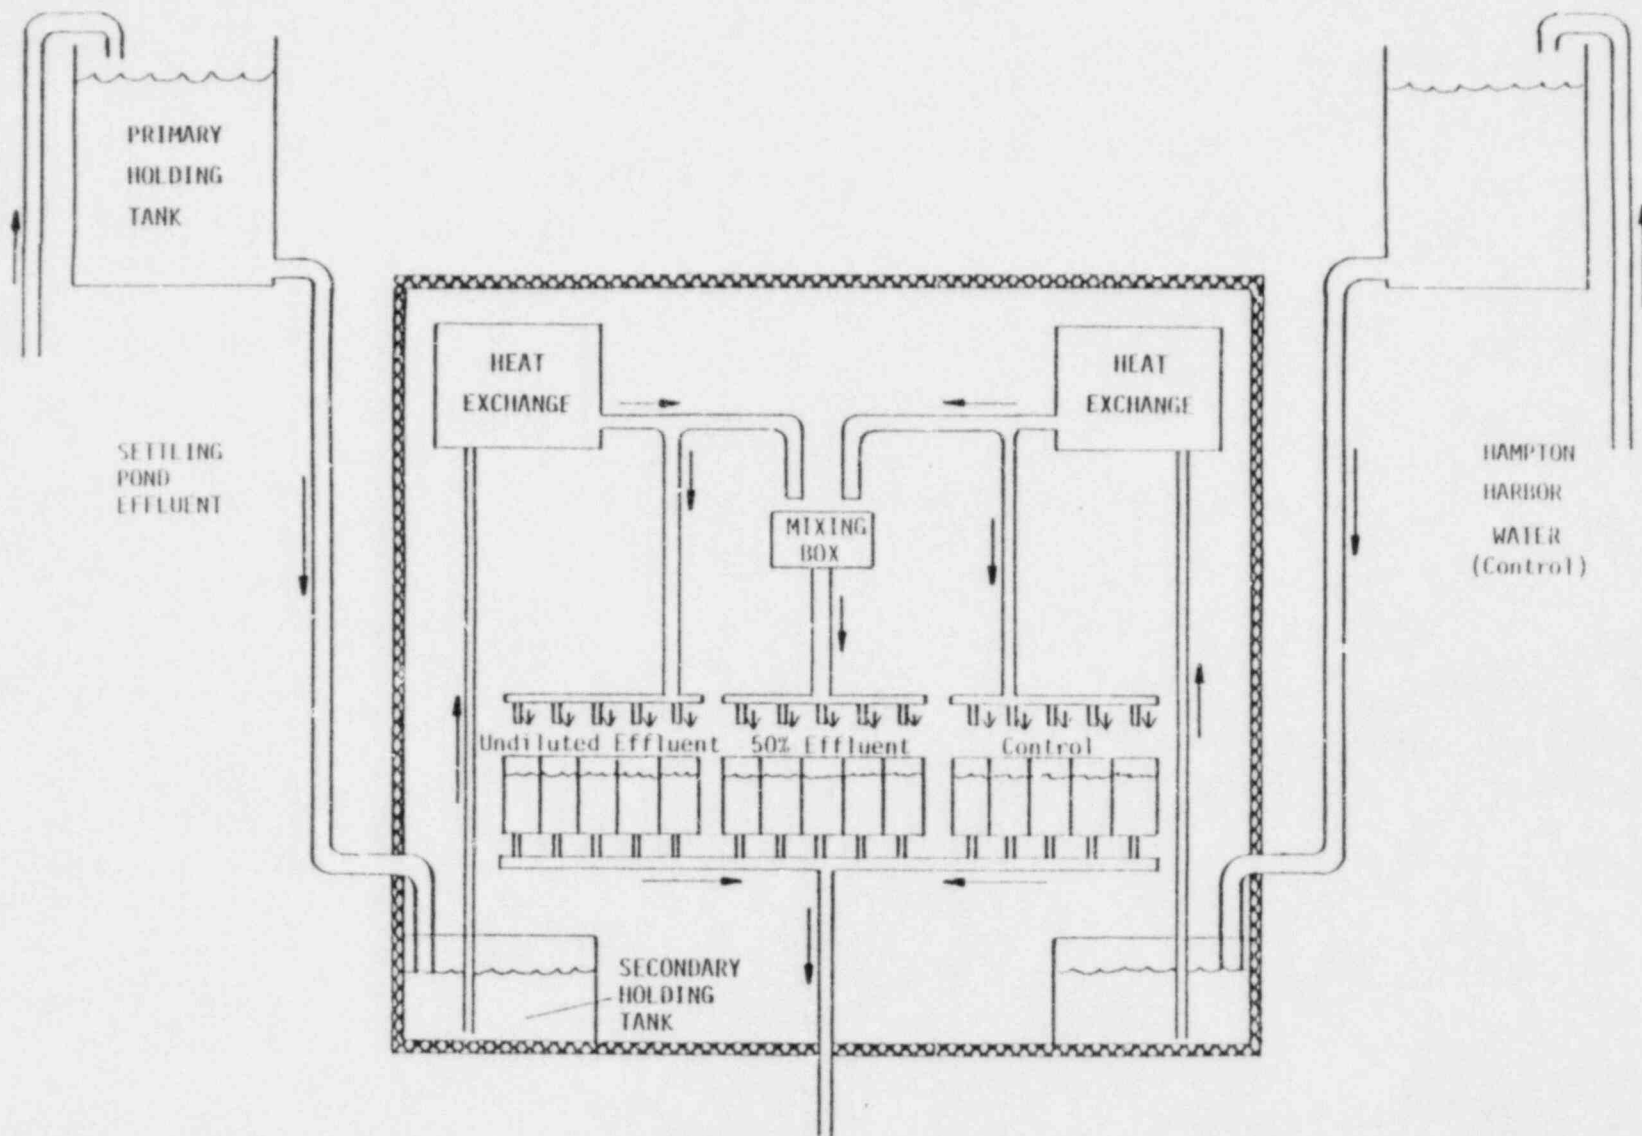 PRIMARY
HOLDING
TANK
HEAT
EXCHANGE
HEAT
EXCHANGE
SETTLING
POND
EFFLUENT
HAMPTON
HARBOR
WATER
(Control)
MIXING
BOX
Undiluted Effluent
50% Effluent
Control
SECONDARY
HOLDING
TANK